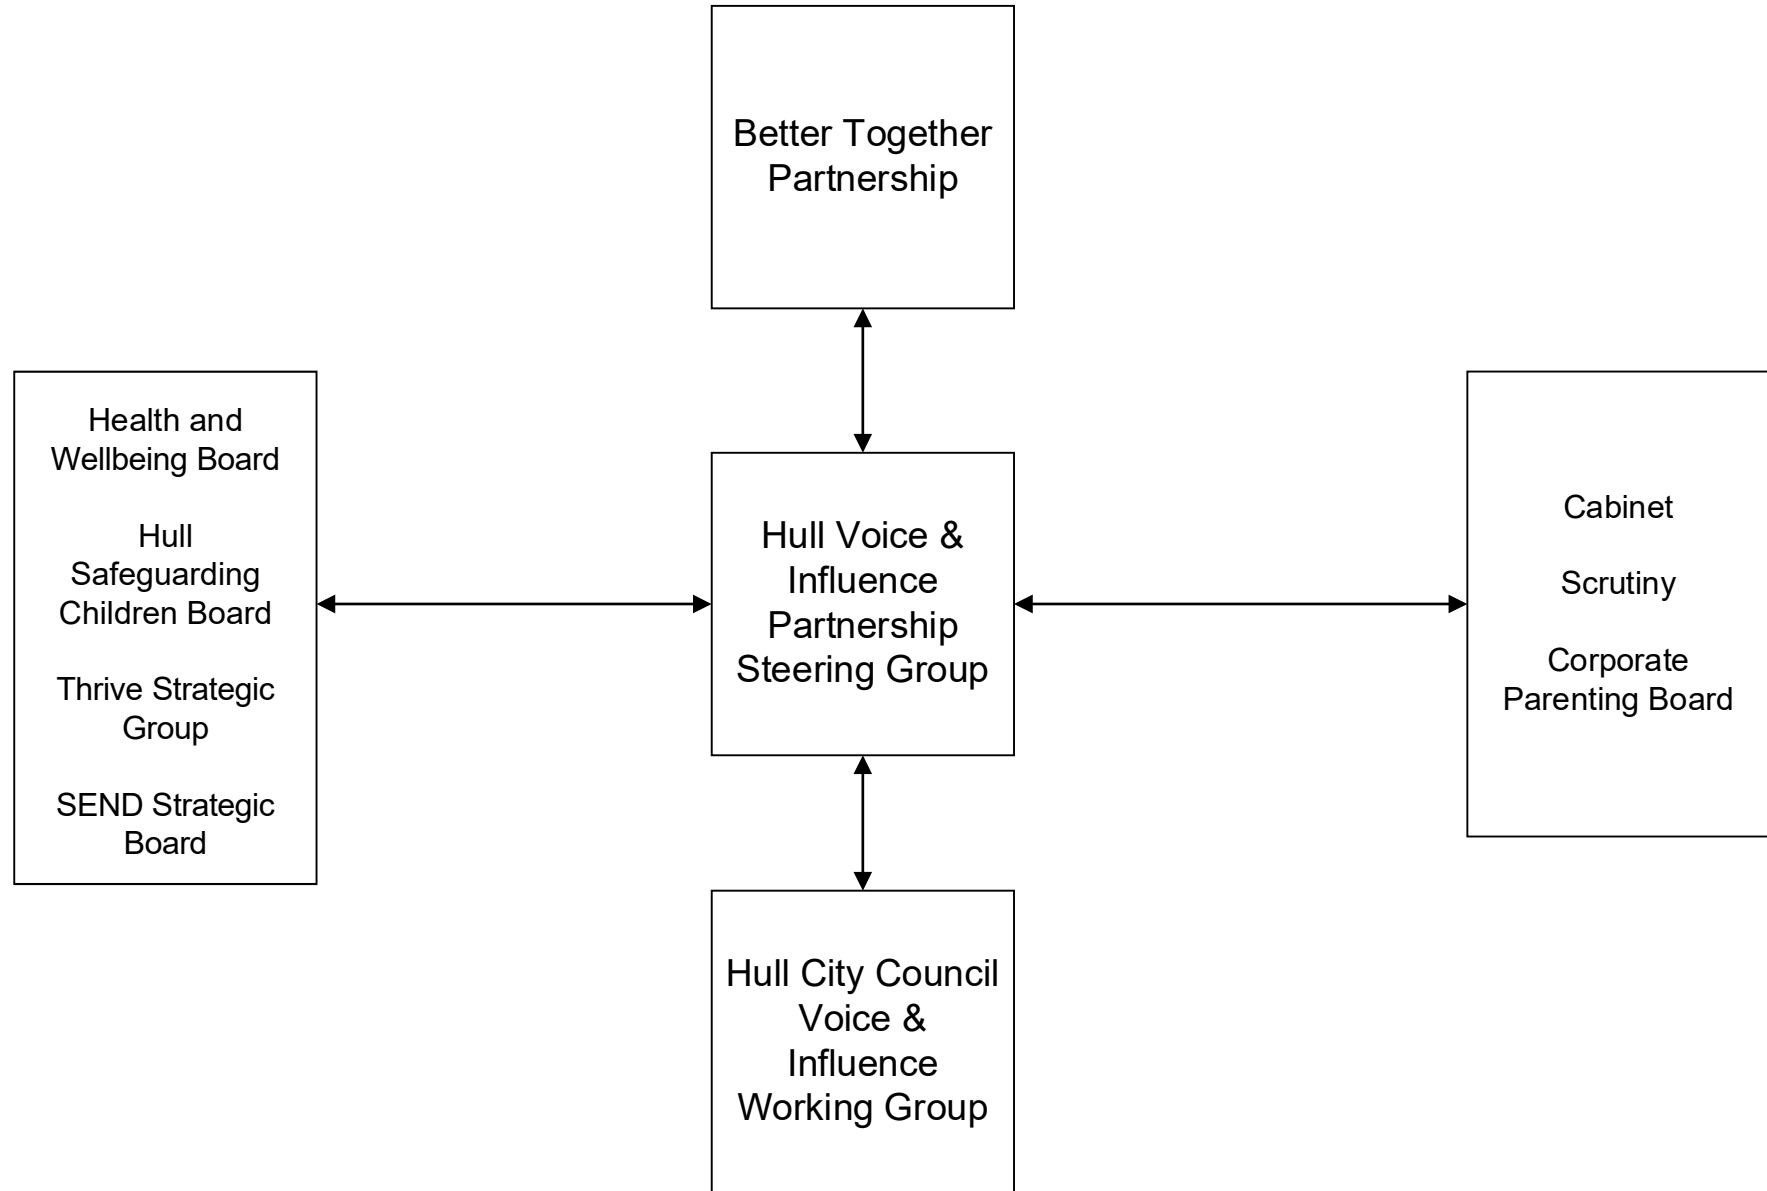 Better Together
Partnership
Health and
Wellbeing Board
Hull
Safeguarding
Children Board
Thrive Strategic
Group
SEND Strategic
Board
Hull Voice &
Influence
Partnership
Steering Group
Cabinet
Scrutiny
Corporate
Parenting Board
Hull City Council
Voice &
Influence
Working Group